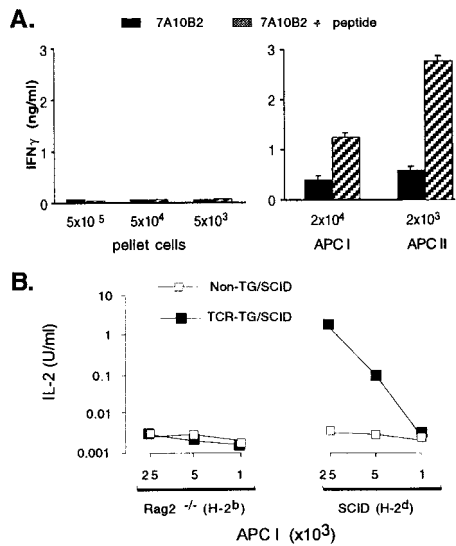 A.
7A10B2 7A10B2 + peptide
IFNγ (ng/ml)
3
2
1
0
5x10 5 5x10 4 5x10 3
pellet cells
3
2
1
0
2x10 4 2x10 3
APC I APC II
B.
Non-TG/SCID
TCR-TG/SCID
IL-2 (U/ml)
10
1
0.1
0.01
0.001
25 5 1
Rag2 -/- (H-2b)
25 5 1
SCID (H-2d)
APC I (x10 3)